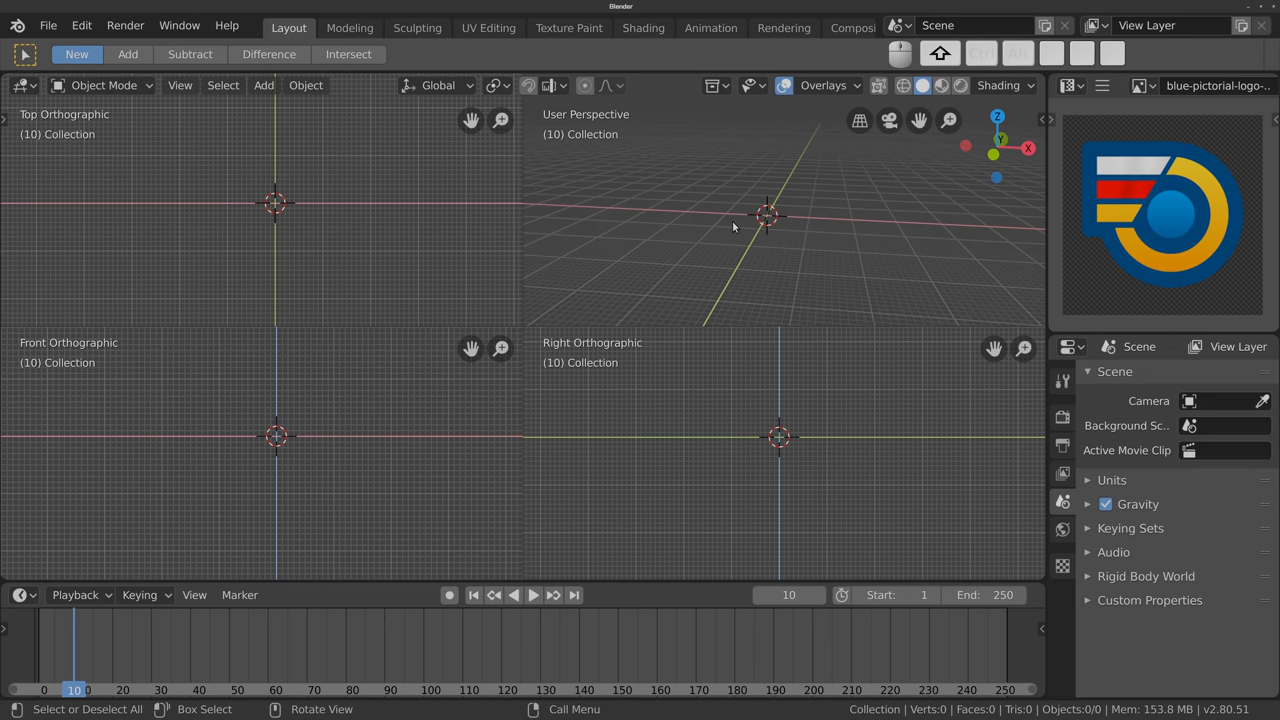 Blender
File Edit Render Window Help Layout Modeling Sculpting UV Editing Texture Paint Shading Animation Rendering Composi Scene View Layer
New Add Subtract Difference Intersect Ctrl Alt
Object Mode View Select Add Object Global Overlays Shading blue-pictorial-logo-..
Top Orthographic
(10) Collection
User Perspective
(10) Collection
Z
Y
X
Front Orthographic
(10) Collection
Right Orthographic
(10) Collection
Scene View Layer
Scene
Camera
Background Sc..
Active Movie Clip
Units
Gravity
Keying Sets
Audio
Rigid Body World
Custom Properties
Playback Keying View Marker 10 Start: 1 End: 250
0 10 0 20 30 40 50 60 70 80 90 100 110 120 130 140 150 160 170 180 190 200 210 220 230 240 250
Select or Deselect All Box Select Rotate View Call Menu Collection | Verts:0 | Faces:0 | Tris:0 | Objects:0/0 | Mem: 153.8 MB | v2.80.51